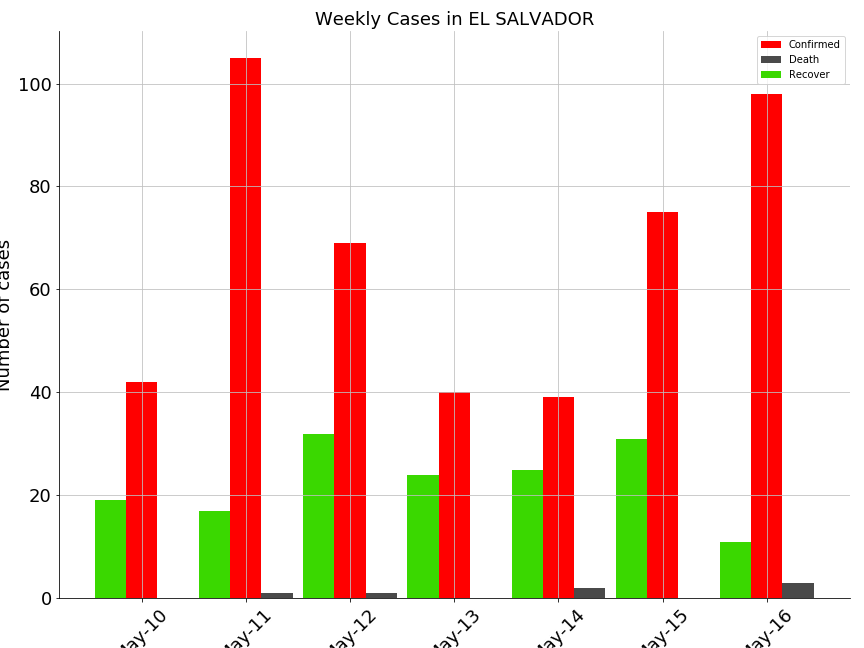 Weekly Cases in EL SALVADOR
Confirmed
Death
Recover
Number of cases
100
80
60
40
20
0
May-10
May-11
May-12
May-13
May-14
May-15
May-16